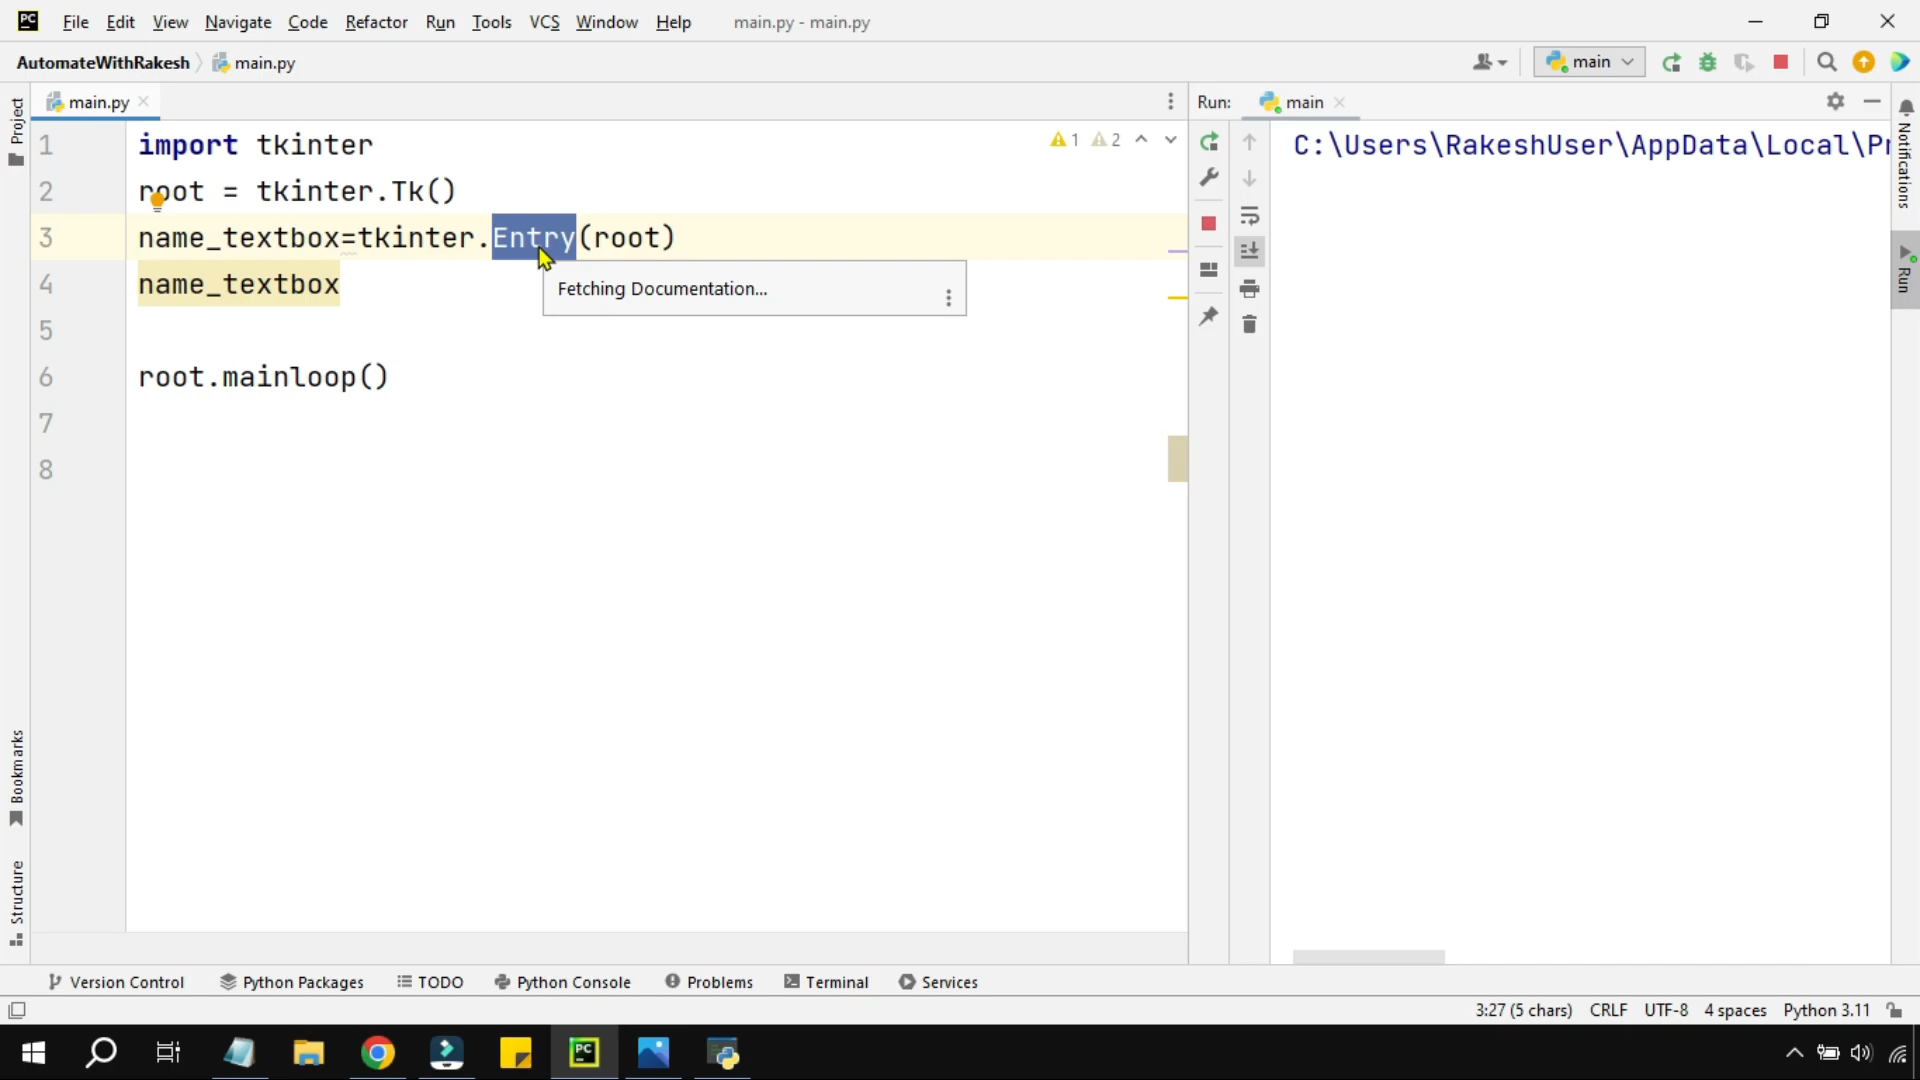 PC File Edit View Navigate Code Refactor Run Tools VCS Window Help main.py - main.py
AutomateWithRakesh main.py main
main.py Run: main
Project
Notifications
Run
Bookmarks
Structure
1 import tkinter 1 2
2 root = tkinter.Tk()
3 name_textbox=tkinter.Entry(root)
4 name_textbox
Fetching Documentation...
5
6 root.mainloop()
7
8
C:\Users\RakeshUser\AppData\Local\Pr
Version Control Python Packages TODO Python Console Problems Terminal Services
3:27 (5 chars) CRLF UTF-8 4 spaces Python 3.11
PC